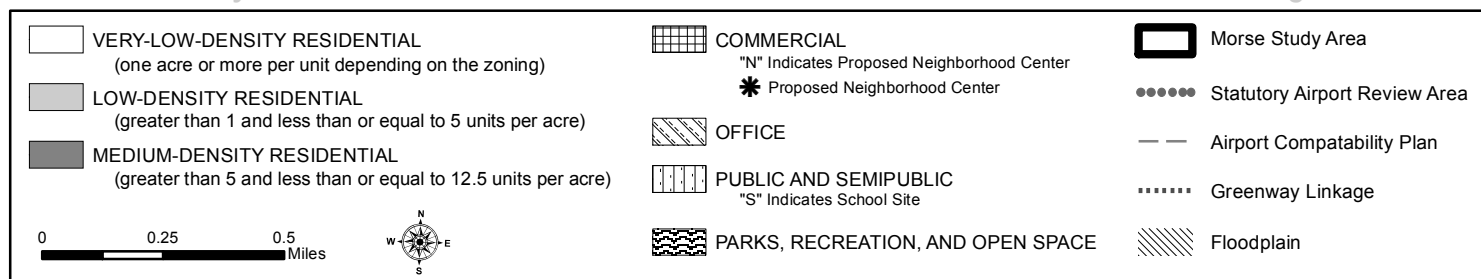 VERY-LOW-DENSITY RESIDENTIAL
(one acre or more per unit depending on the zoning)
LOW-DENSITY RESIDENTIAL
(greater than 1 and less than or equal to 5 units per acre)
MEDIUM-DENSITY RESIDENTIAL
(greater than 5 and less than or equal to 12.5 units per acre)
0 0.25 0.5
Miles
N
W E
S
COMMERCIAL
"N" Indicates Proposed Neighborhood Center
Proposed Neighborhood Center
OFFICE
PUBLIC AND SEMIPUBLIC
"S" Indicates School Site
PARKS, RECREATION, AND OPEN SPACE
Morse Study Area
Statutory Airport Review Area
Airport Compatability Plan
Greenway Linkage
Floodplain